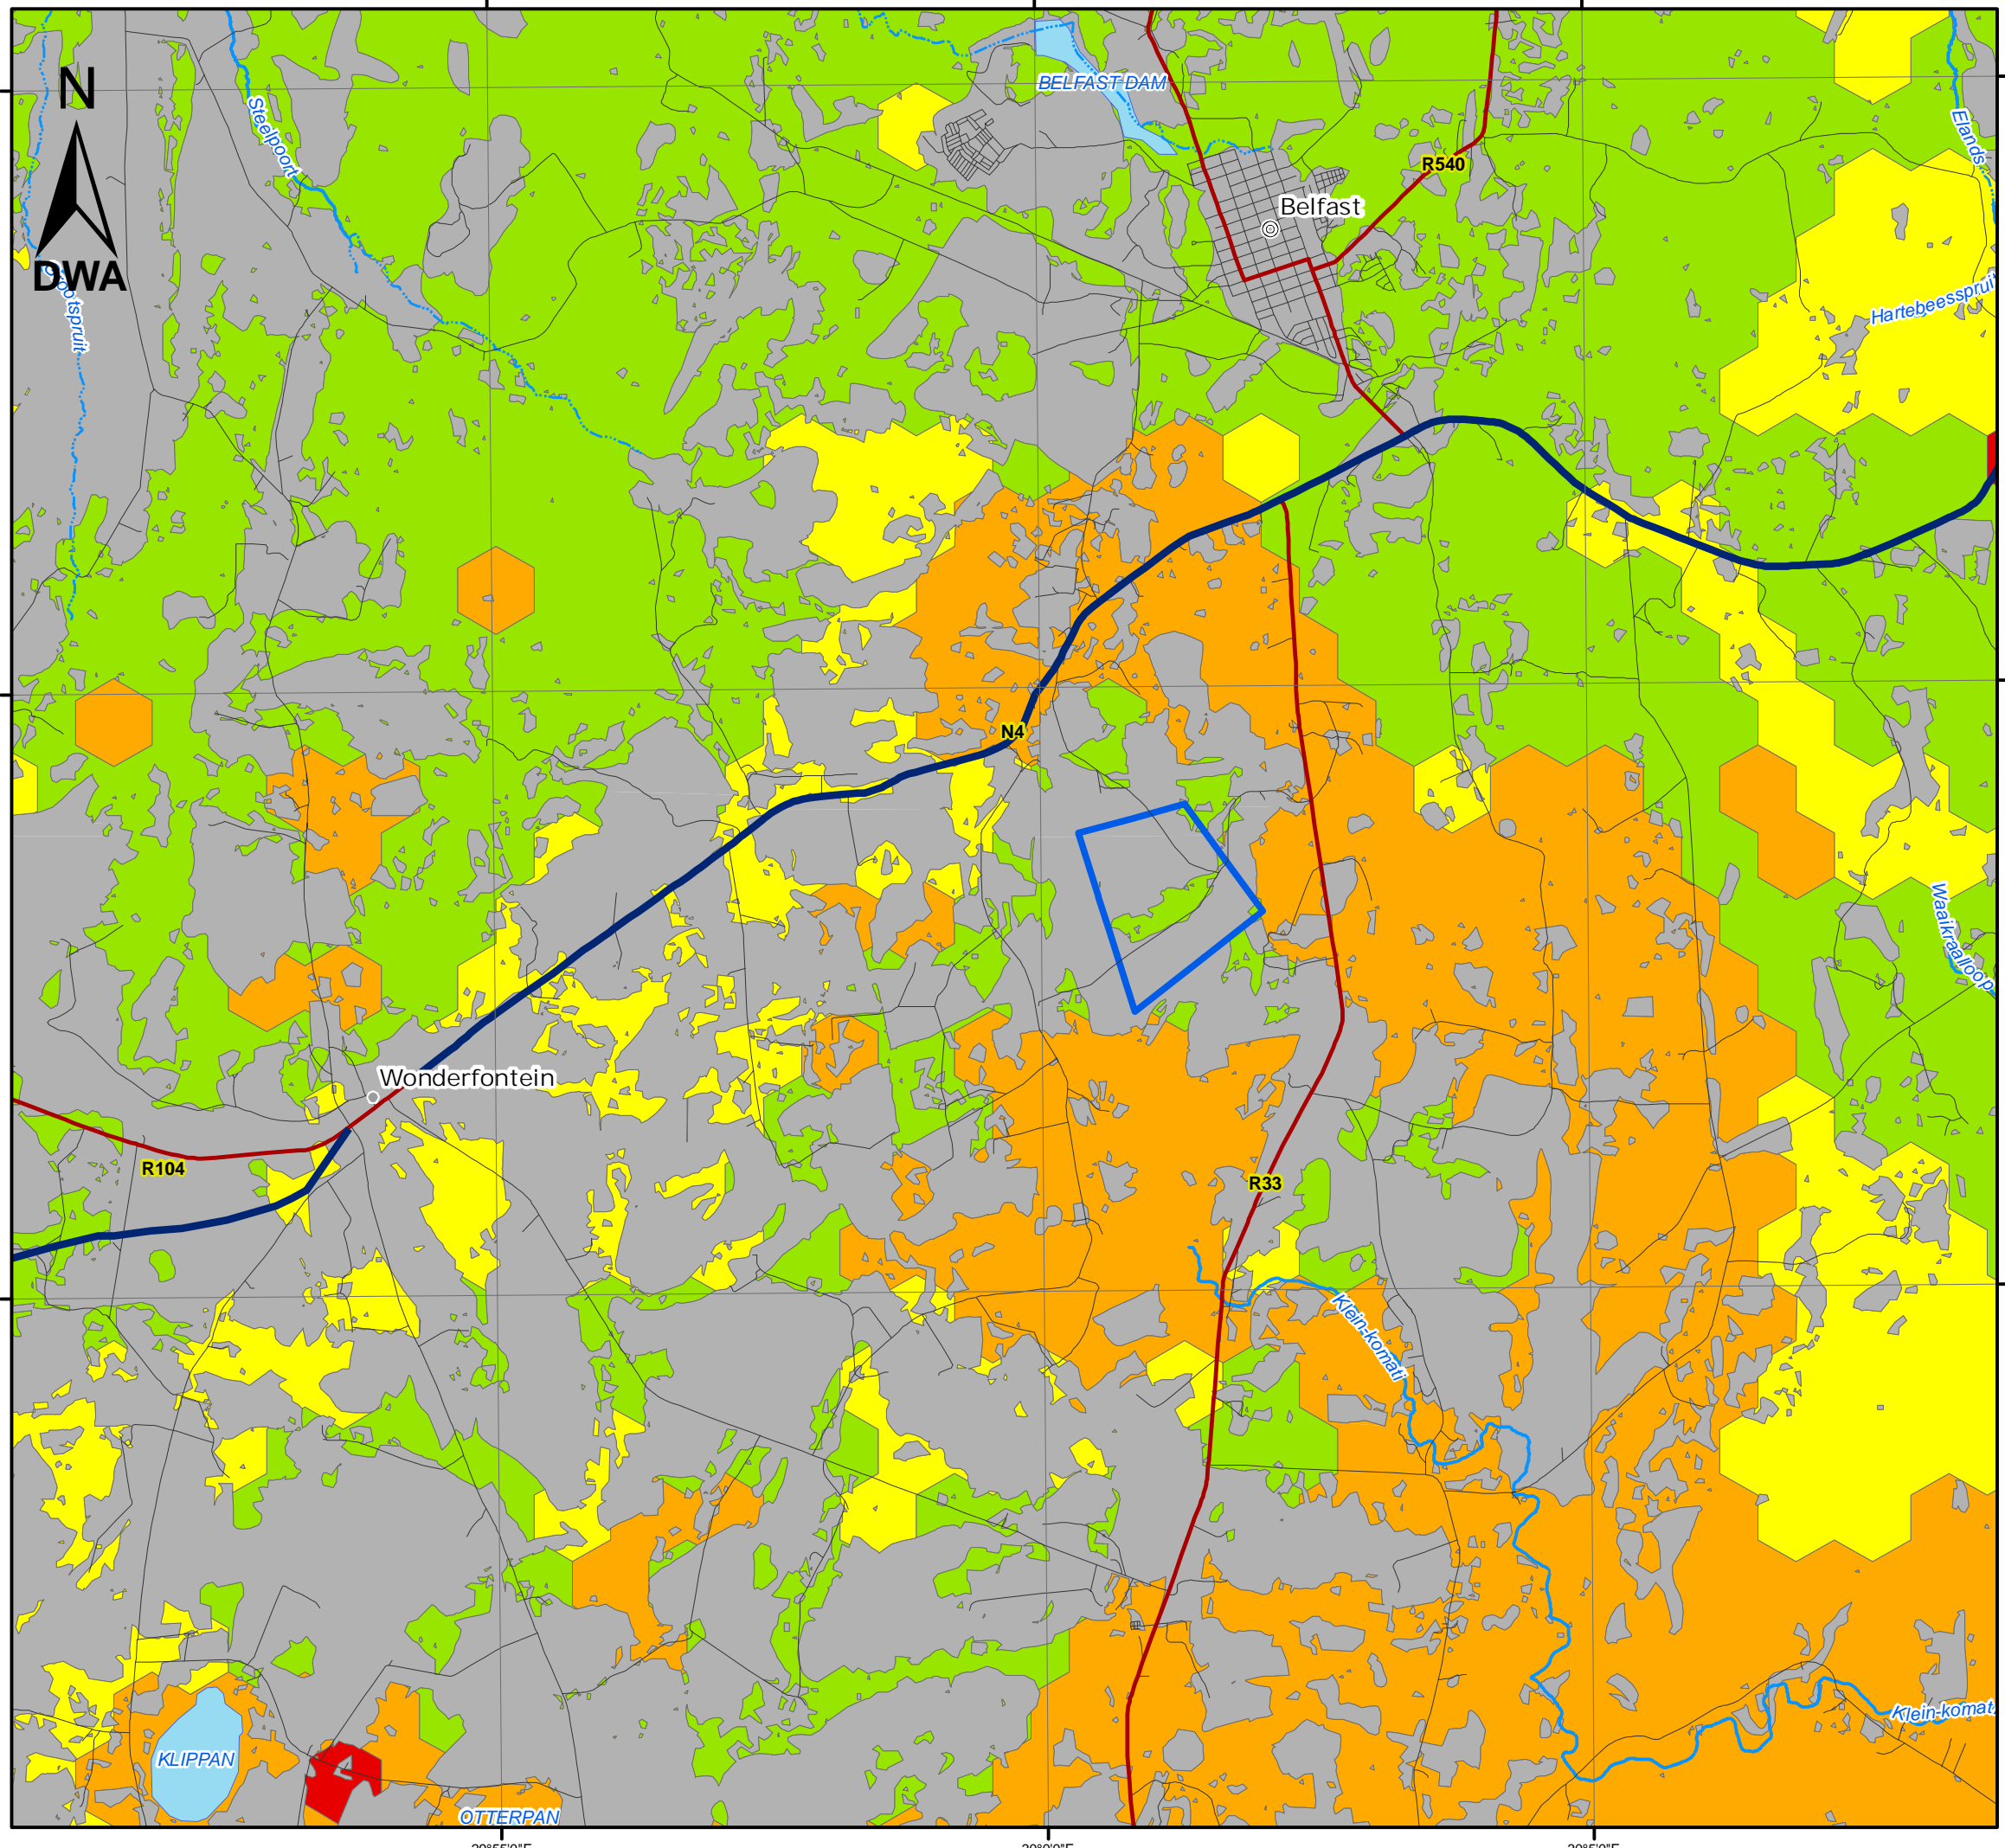 N
DWA
BELFAST DAM
Steelpoort
Elands
R540
Belfast
Hartebeesspruit
N4
Waaikraalloop
Wonderfontein
R104
R33
Klein-komati
Klein-komati
KLIPPAN
OTTERPAN